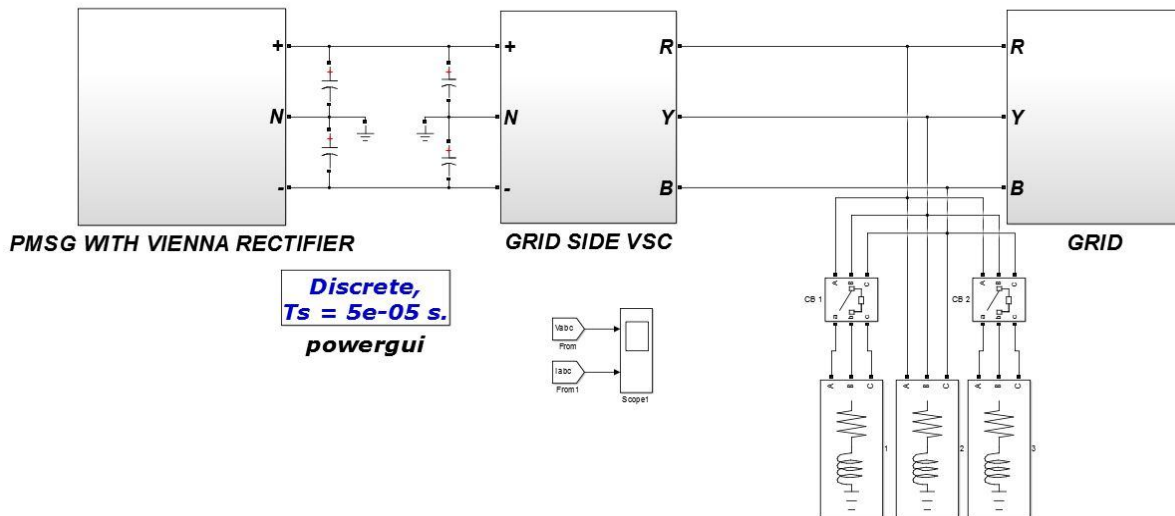 + + R R
N N Y Y
- - B B
PMSG WITH VIENNA RECTIFIER
GRID SIDE VSC
GRID
Discrete,
Ts = 5e-05 s.
powergui
Vabc
From
Iabc
From1
Scope1
A B C
CB 1
a b c
A B C
CB 2
a b c
A B C
1
A B C
2
A B C
3